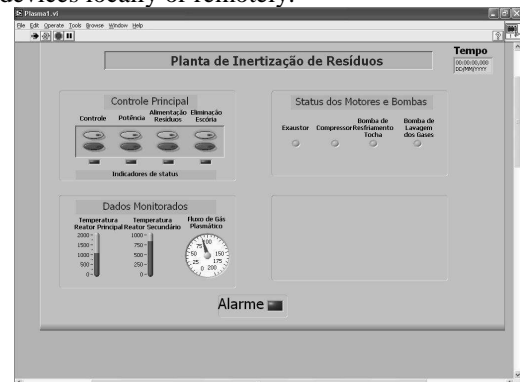 devices locally or remotely.
Plasma1.vi
File Edit Operate Tools Browse Window Help
Planta de Inertização de Resíduos
Tempo
00:00:00,000
DD/MM/YYYY
Controle Principal
Controle Potência Alimentação Resíduos Eliminação Escória
Indicadores de status
Status dos Motores e Bombas
Exaustor Compressor Bomba de Resfriamento Tocha Bomba de Lavagem dos Gases
Dados Monitorados
Temperatura Reator Principal
2000
1500
1000
500
0
Temperatura Reator Secundário
1000
750
500
250
0
Fluxo de Gás Plasmático
0 25 50 75 100 125 150 175 200
Alarme